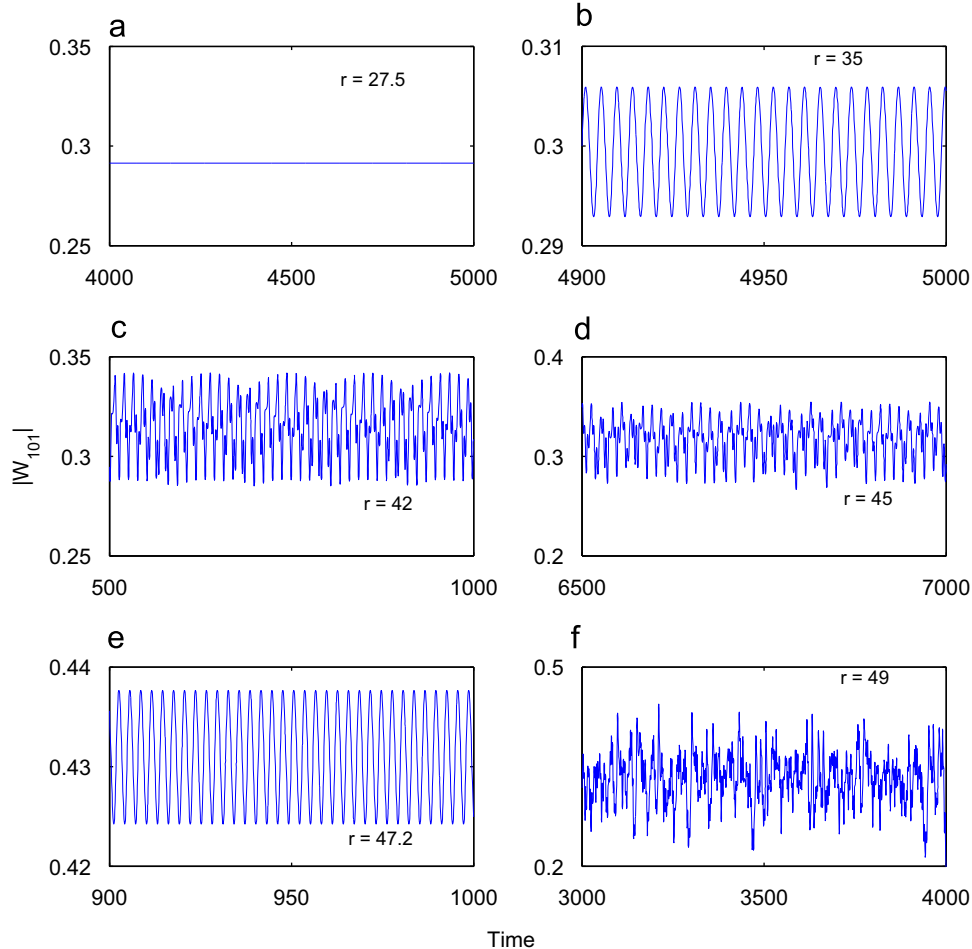 a
b
0.35
0.3
0.25
r = 27.5
4000
4500
5000
0.31
0.3
0.29
r = 35
4900
4950
5000
c
d
0.35
0.3
0.25
r = 42
500
1000
0.4
0.3
0.2
r = 45
6500
7000
|W101|
e
f
0.44
0.43
0.42
r = 47.2
900
950
1000
0.5
0.2
r = 49
3000
3500
4000
Time